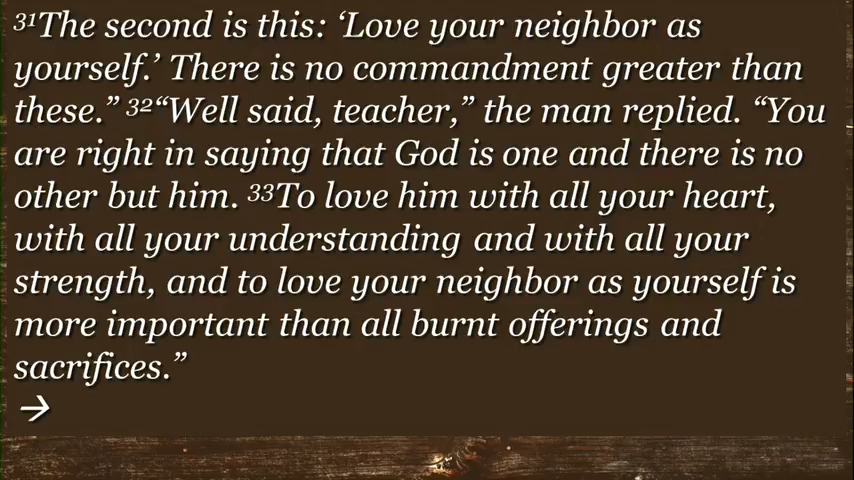 ³¹The second is this: ‘Love your neighbor as
yourself.’ There is no commandment greater than
these.” ³²“Well said, teacher,” the man replied. “You
are right in saying that God is one and there is no
other but him. ³³To love him with all your heart,
with all your understanding and with all your
strength, and to love your neighbor as yourself is
more important than all burnt offerings and
sacrifices.”
→